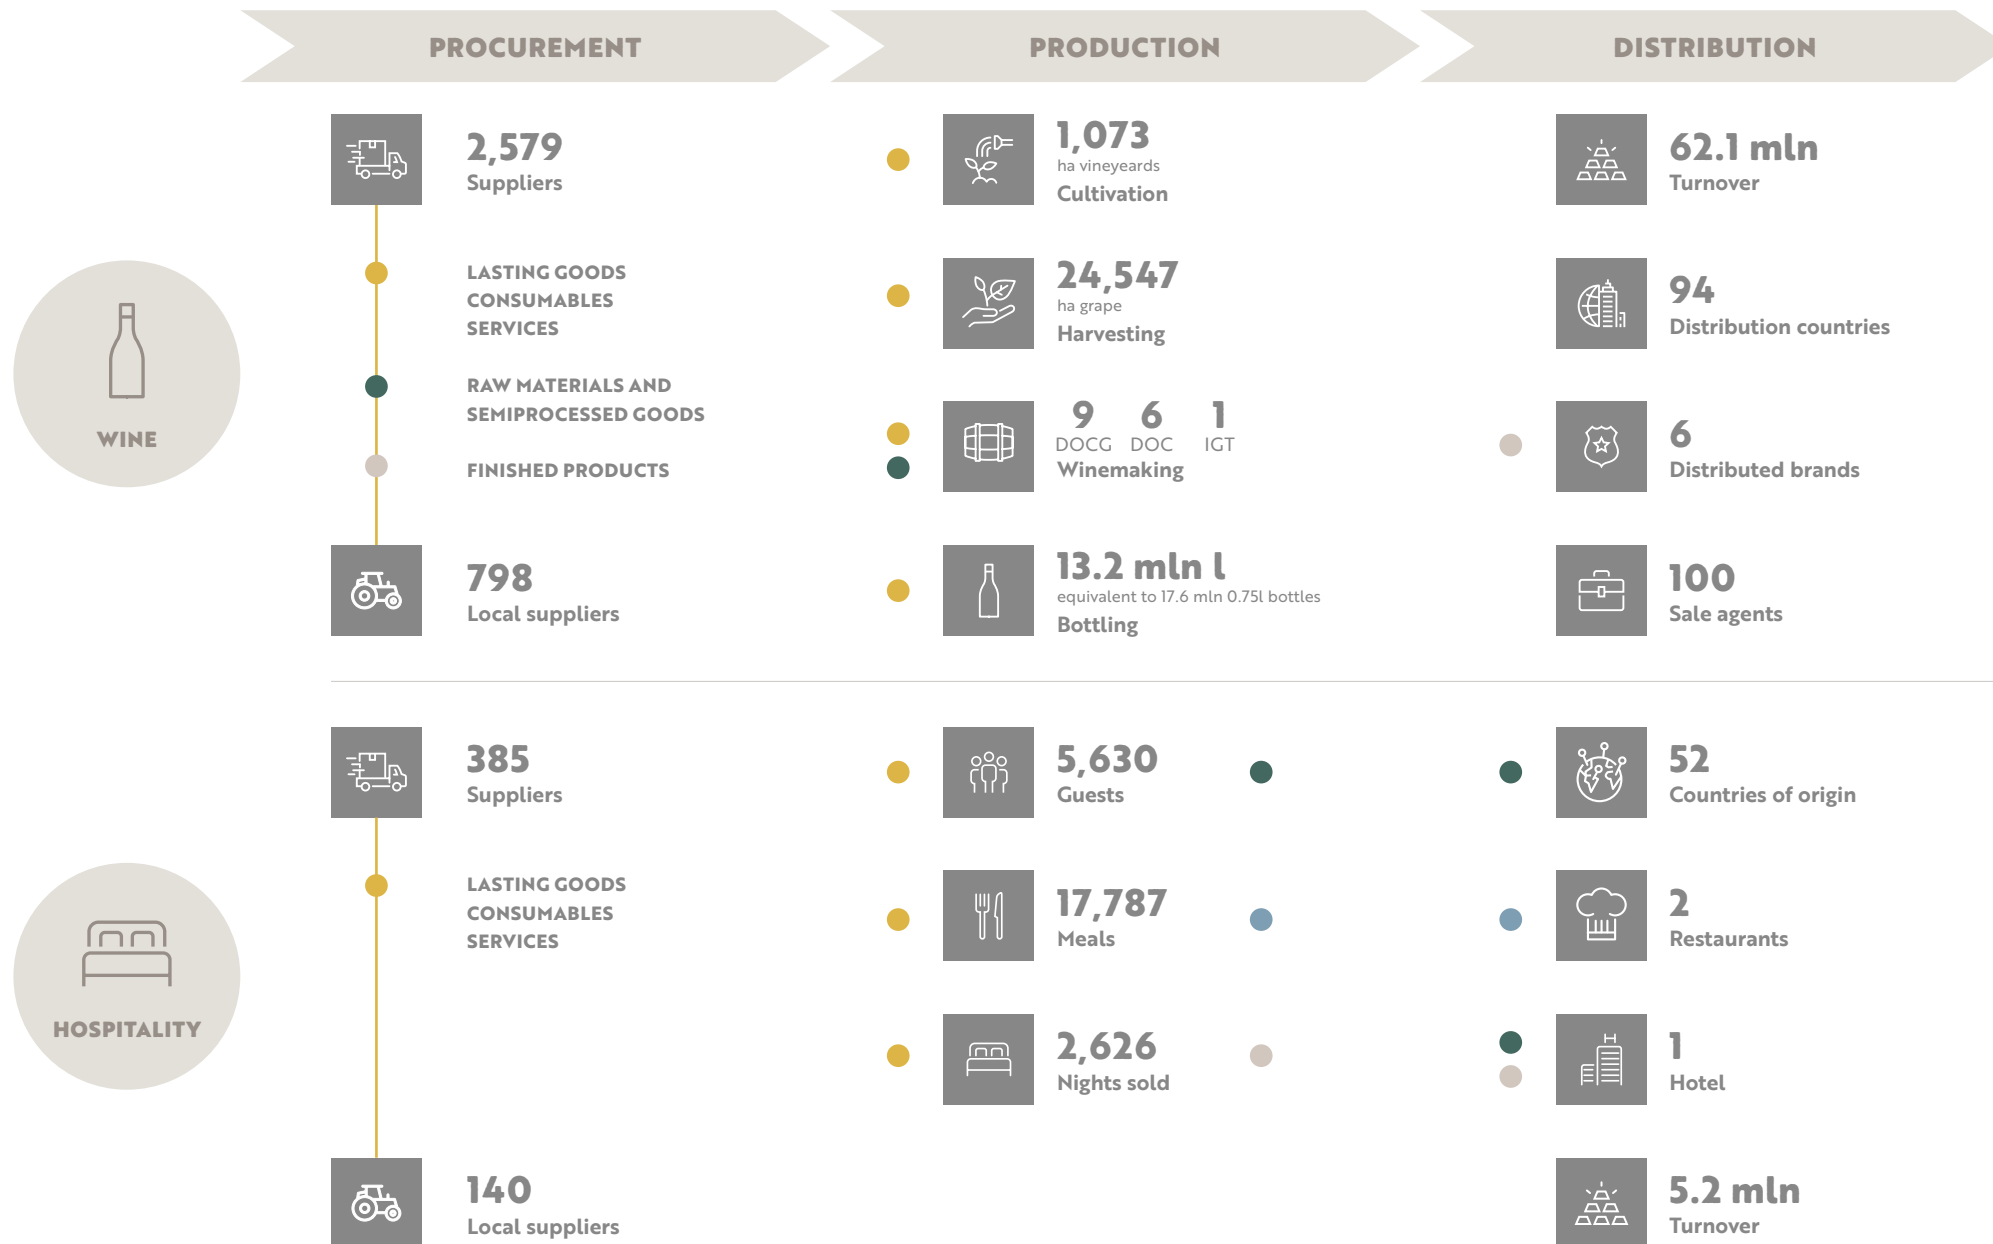 PROCUREMENT
PRODUCTION
DISTRIBUTION
WINE
2,579
Suppliers
LASTING GOODS
CONSUMABLES
SERVICES
RAW MATERIALS AND
SEMIPROCESSED GOODS
FINISHED PRODUCTS
798
Local suppliers
1,073
ha vineyeards
Cultivation
24,547
ha grape
Harvesting
9 6 1
DOCG DOC IGT
Winemaking
13.2 mln l
equivalent to 17.6 mln 0.75l bottles
Bottling
62.1 mln
Turnover
94
Distribution countries
6
Distributed brands
100
Sale agents
HOSPITALITY
385
Suppliers
LASTING GOODS
CONSUMABLES
SERVICES
140
Local suppliers
5,630
Guests
17,787
Meals
2,626
Nights sold
52
Countries of origin
2
Restaurants
H
1
Hotel
5.2 mln
Turnover